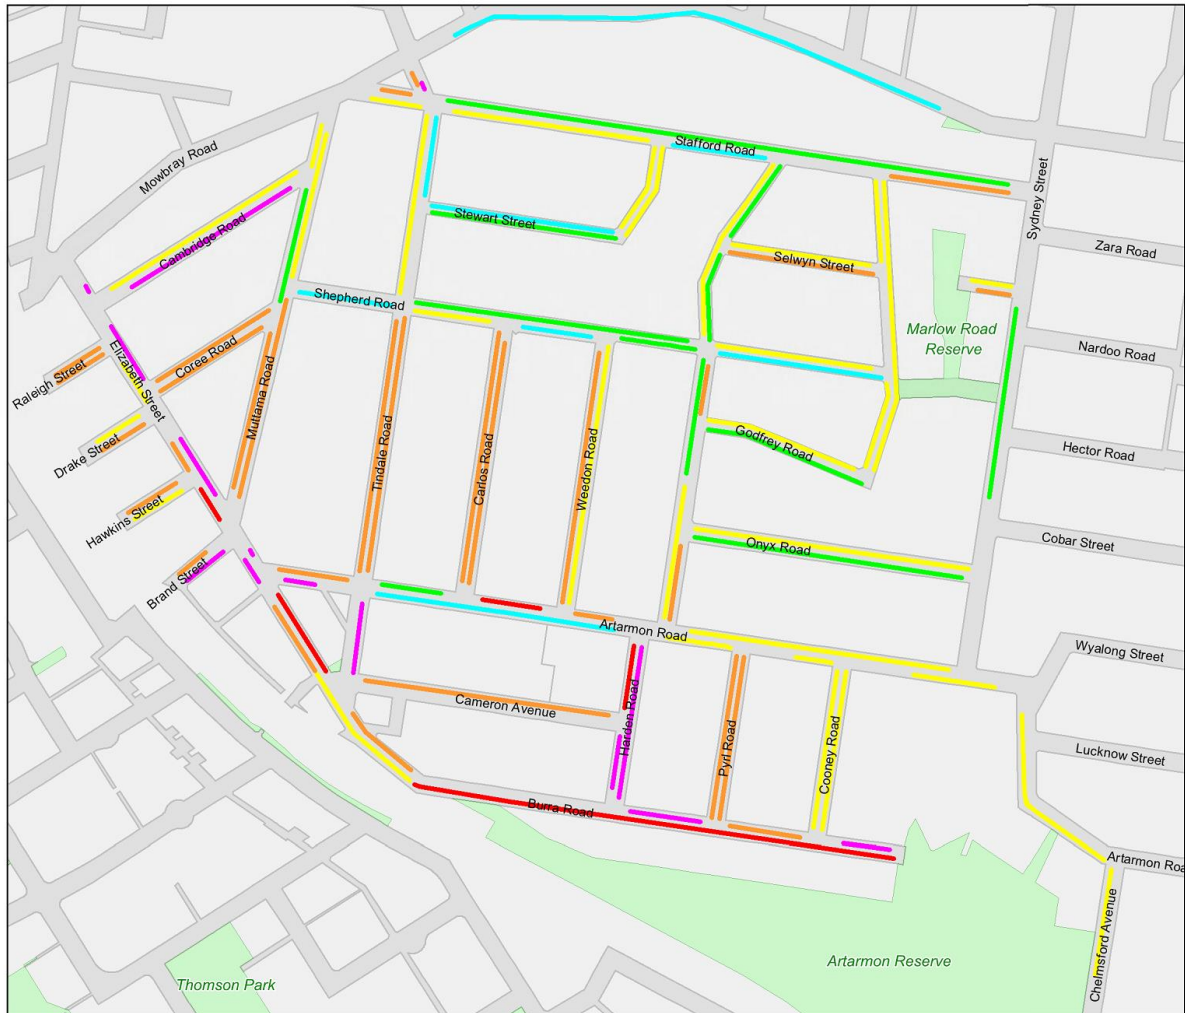 Stafford Road
Mowbray Road
Sydney Street
Cambridge Road
Stewart Street
Zara Road
Selwyn Street
Shepherd Road
Marlow Road
Reserve
Nardoo Road
Coree Road
Raleigh Street
Elizabeth Street
Muttama Road
Drake Street
Tindale Road
Carlos Road
Weedon Road
Godfrey Road
Hector Road
Hawkins Street
Onyx Road
Cobar Street
Brand Street
Artarmon Road
Wyalong Street
Cameron Avenue
Harden Road
Pyrl Road
Cooney Road
Lucknow Street
Burra Road
Artarmon Roa
Chelmsford Avenue
Artarmon Reserve
Thomson Park